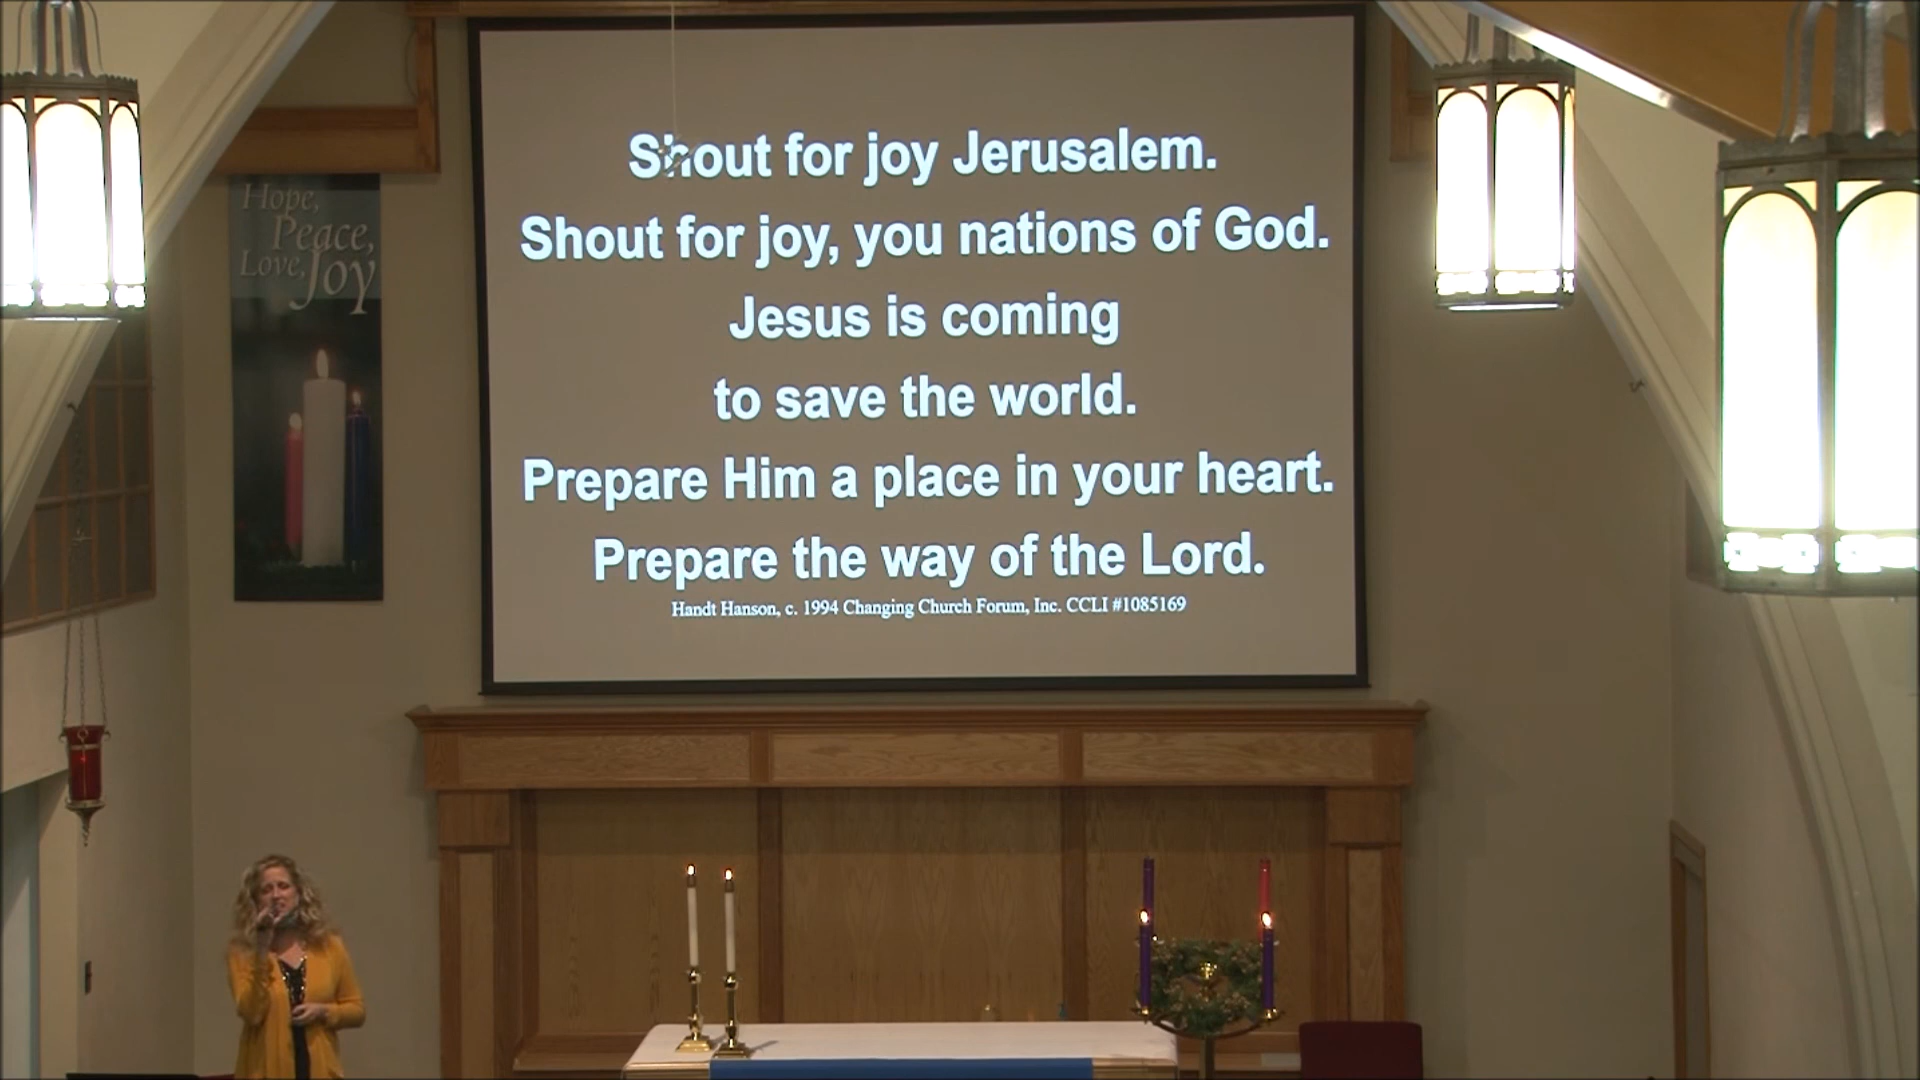 Hope,
Peace,
Love, Joy
Shout for joy Jerusalem.
Shout for joy, you nations of God.
Jesus is coming
to save the world.
Prepare Him a place in your heart.
Prepare the way of the Lord.
Handt Hanson, c. 1994 Changing Church Forum, Inc. CCLI #1085169